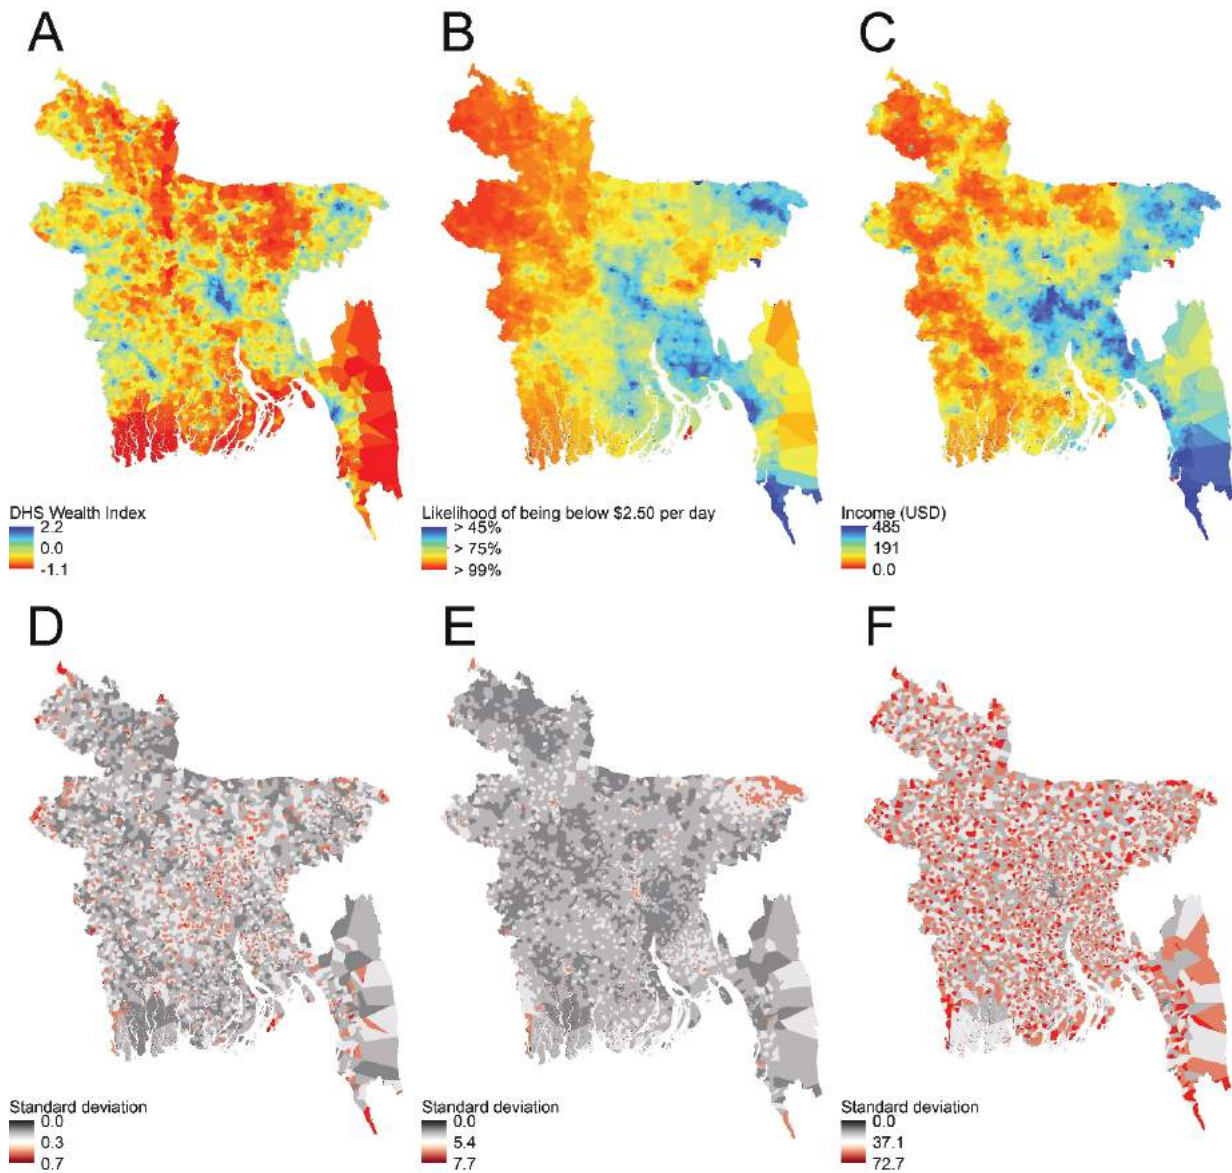 A
B
C
DHS Wealth Index
2.2
0.0
-1.1
Likelihood of being below $2.50 per day
> 45%
> 75%
> 99%
Income (USD)
485
191
0.0
D
E
F
Standard deviation
0.0
0.3
0.7
Standard deviation
0.0
5.4
7.7
Standard deviation
0.0
37.1
72.7